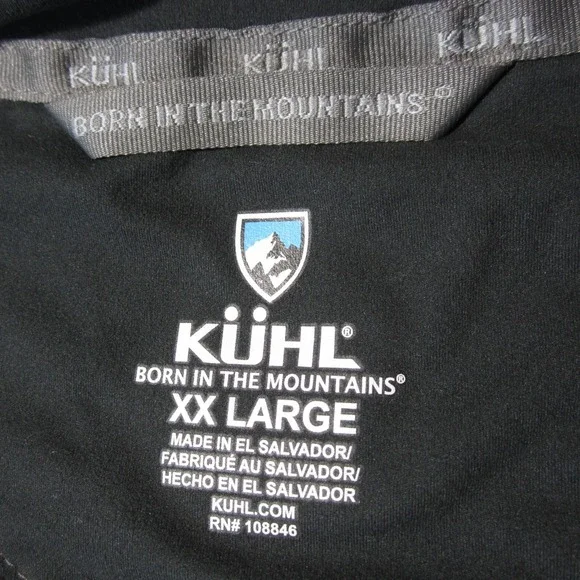 KÜHL KÜHL KÜHL
BORN IN THE MOUNTAINS®
KÜHL®
BORN IN THE MOUNTAINS®
XX LARGE
MADE IN EL SALVADOR/
FABRIQUÉ AU SALVADOR/
HECHO EN EL SALVADOR
KUHL.COM
RN# 108846